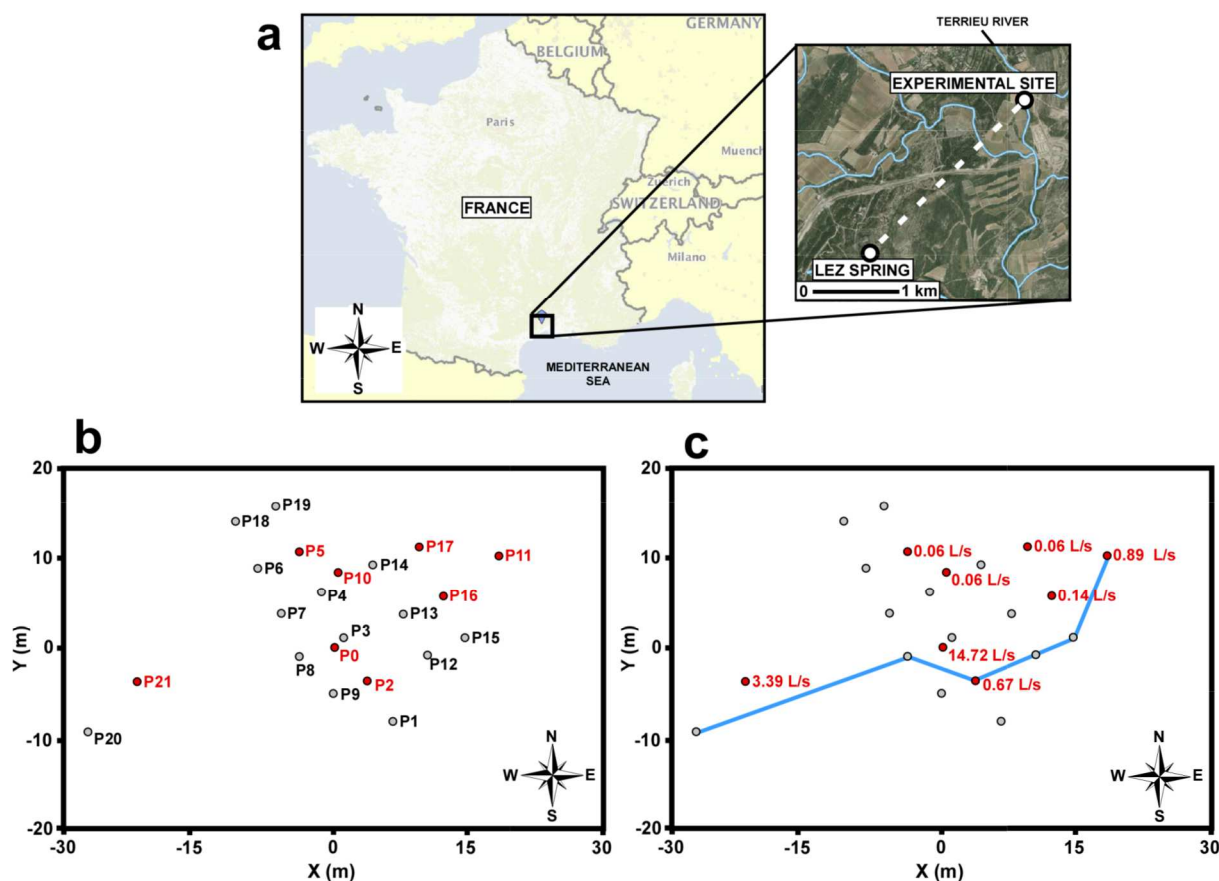 a
TERRIEU RIVER
GERMANY
BELGIUM
EXPERIMENTAL SITE
Paris
Muench
Zuerich
FRANCE
SWITZERLAND
Milano
LEZ SPRING
0 1 km
N
W E
S
MEDITERRANEAN
SEA
b
20
10
0
-10
-20
-30 -15 0 15 30
Y (m)
X (m)
P19
P18
P5
P17
P11
P14
P6
P10
P4
P16
P7
P13
P3
P15
P0
P8
P12
P21
P2
P9
P1
P20
N
W E
S
c
20
10
0
-10
-20
-30 -15 0 15 30
Y (m)
X (m)
0.06 L/s
0.06 L/s
0.89 L/s
0.06 L/s
0.14 L/s
14.72 L/s
3.39 L/s
0.67 L/s
N
W E
S